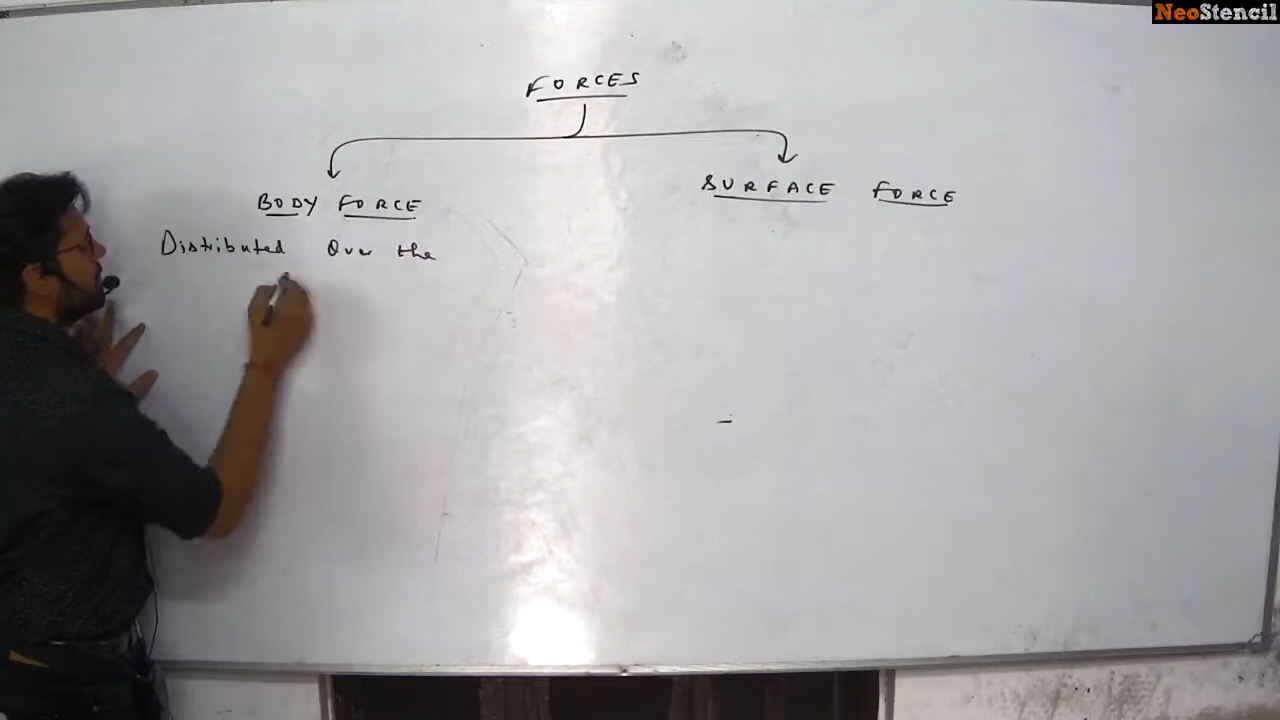 NeoStencil
FORCES
BODY FORCE
SURFACE FORCE
Distributed Over the